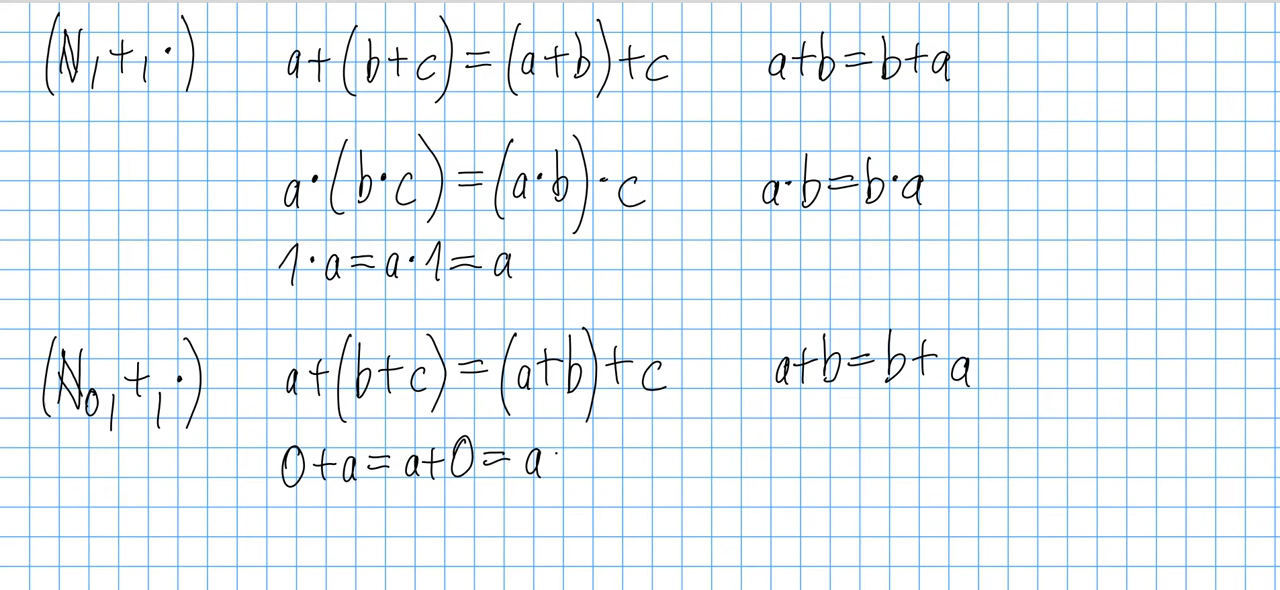 (N, +, ·) a+(b+c)=(a+b)+c a+b=b+a
a·(b·c)=(a·b)·c a·b=b·a
1·a=a·1=a
(N₀, +, ·) a+(b+c)=(a+b)+c a+b=b+a
0+a=a+0=a